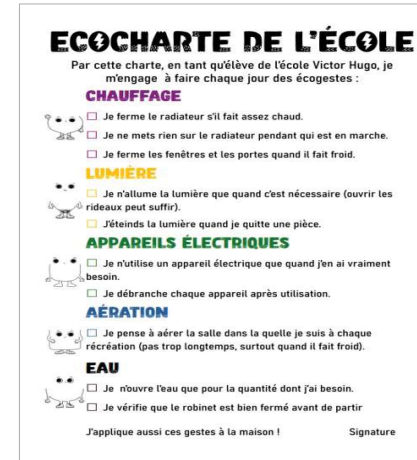 ECOCHARTE DE L'ÉCOLE
Par cette charte, en tant qu'élève de l'école Victor Hugo, je
m'engage à faire chaque jour des écogestes :
CHAUFFAGE
Je ferme le radiateur s'il fait assez chaud.
Je ne mets rien sur le radiateur pendant qui est en marche.
Je ferme les fenêtres et les portes quand il fait froid.
LUMIÈRE
Je n'allume la lumière que quand c'est nécessaire (ouvrir les
rideaux peut suffir).
J'éteinds la lumière quand je quitte une pièce.
APPAREILS ÉLECTRIQUES
Je n'utilise un appareil électrique que quand j'en ai vraiment
besoin.
Je débranche chaque appareil après utilisation.
AÉRATION
Je pense à aérer la salle dans la quelle je suis à chaque
récréation (pas trop longtemps, surtout quand il fait froid).
EAU
Je n'ouvre l'eau que pour la quantité dont j'ai besoin.
Je vérifie que le robinet est bien fermé avant de partir
J'applique aussi ces gestes à la maison ! Signature